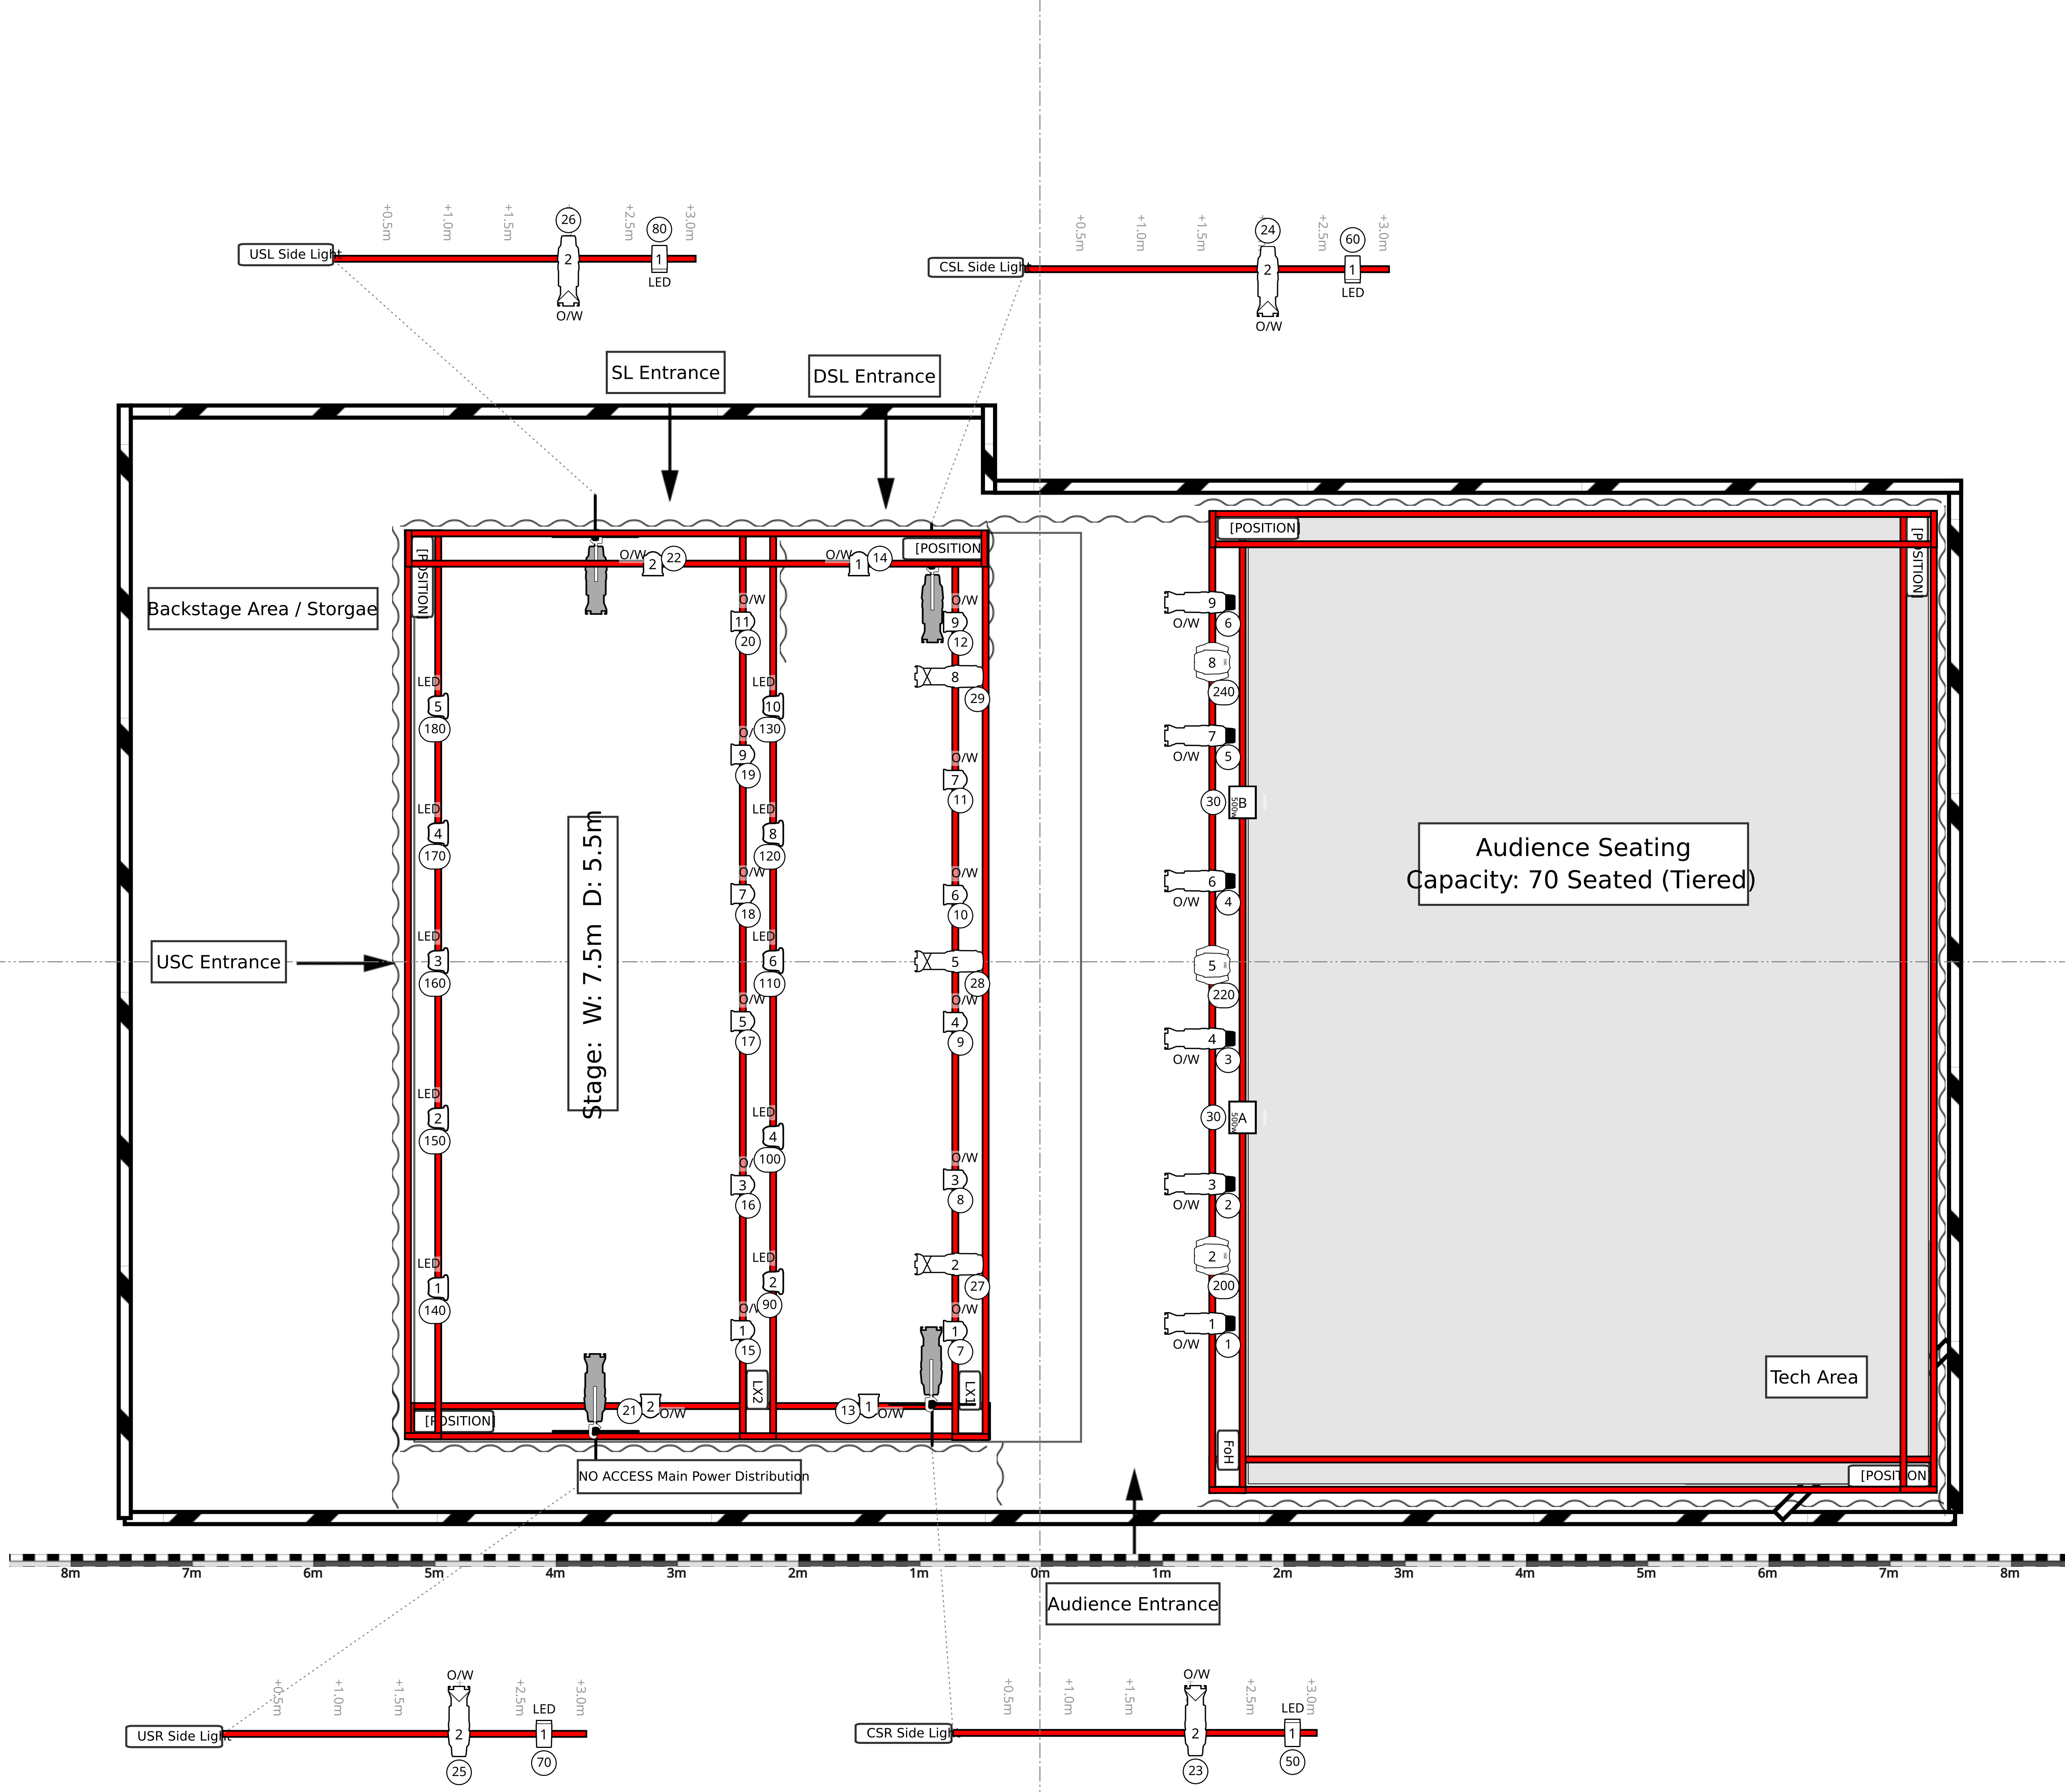 +0.5m +1.0m +1.5m +2.5m +3.0m
26 80
USL Side Light 2 1
LED
O/W
+0.5m +1.0m +1.5m +2.5m +3.0m
24 60
CSL Side Light 2 1
LED
O/W
SL Entrance
DSL Entrance
[POSITION]
[POSITION
[POSITION]
[POSITION]
O/W 2 22
O/W 1 14
Backstage Area / Storgae
O/W
11
20
O/W
9
12
8
29
LED
5
180
LED
10
130
O/
9
19
O/W
7
11
LED
4
170
LED
8
120
O/W
7
18
O/W
6
10
USC Entrance
LED
3
160
LED
6
110
5
28
O/W
5
17
O/W
4
9
Stage: W: 7.5m D: 5.5m
LED
2
150
LED
4
100
O/
3
16
O/W
3
8
LED
1
140
LED
2
90
2
27
O/W
1
15
O/W
1
7
LX2
LX1
21 2 O/W
13 1 O/W
[POSITION]
NO ACCESS Main Power Distribution
9
O/W 6
8
240
7
O/W 5
30 B
500w
6
O/W 4
5
220
4
O/W 3
30 A
500w
3
O/W 2
2
200
1
O/W 1
FoH
Audience Seating
Capacity: 70 Seated (Tiered)
Tech Area
[POSITION
8m 7m 6m 5m 4m 3m 2m 1m 0m 1m 2m 3m 4m 5m 6m 7m 8m
Audience Entrance
O/W
+0.5m +1.0m +1.5m +2.5m +3.0m
LED
USR Side Light 2 1
25 70
O/W
+0.5m +1.0m +1.5m +2.5m +3.0m
LED
CSR Side Light 2 1
23 50